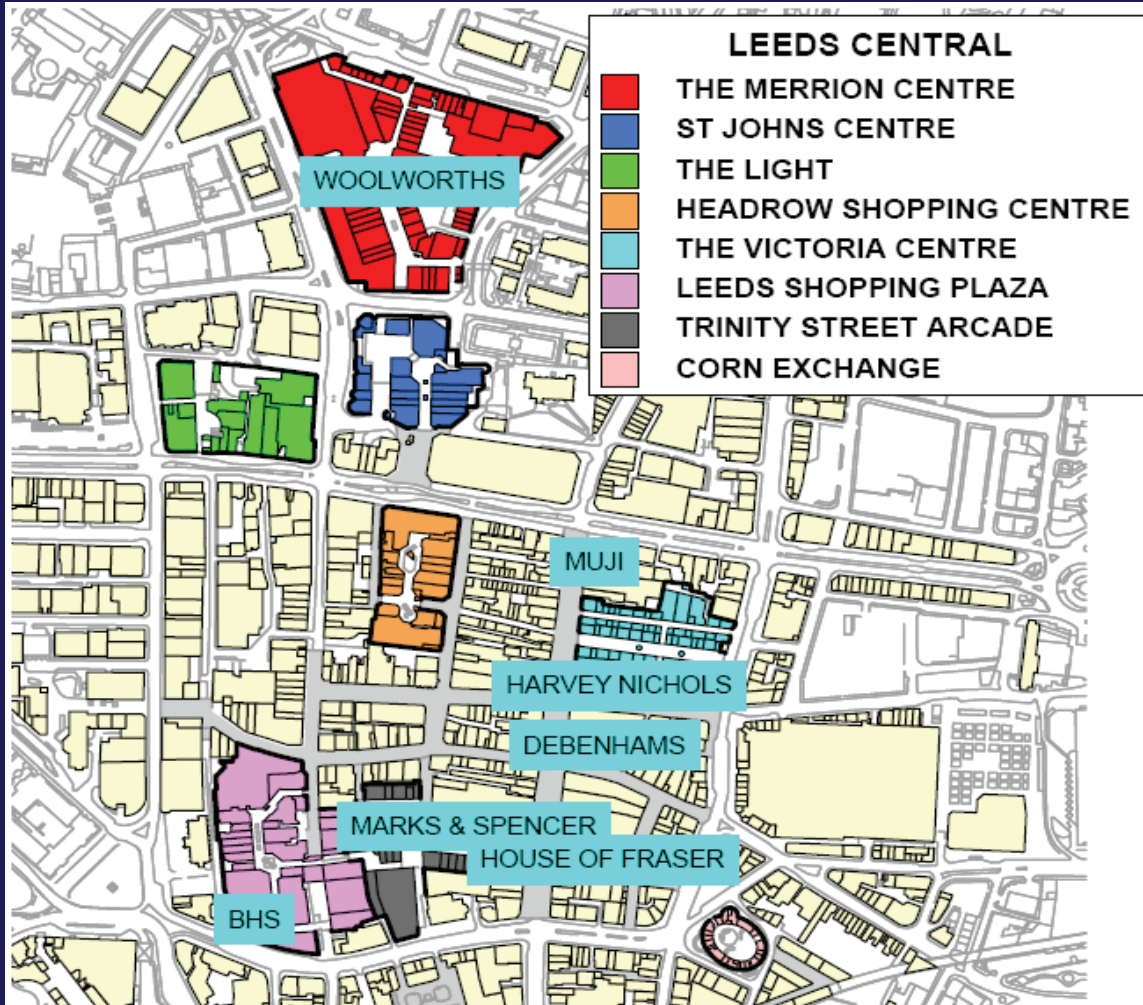 LEEDS CENTRAL
THE MERRION CENTRE
ST JOHNS CENTRE
THE LIGHT
HEADROW SHOPPING CENTRE
THE VICTORIA CENTRE
LEEDS SHOPPING PLAZA
TRINITY STREET ARCADE
CORN EXCHANGE
WOOLWORTHS
MUJI
HARVEY NICHOLS
DEBENHAMS
MARKS & SPENCER
HOUSE OF FRASER
BHS